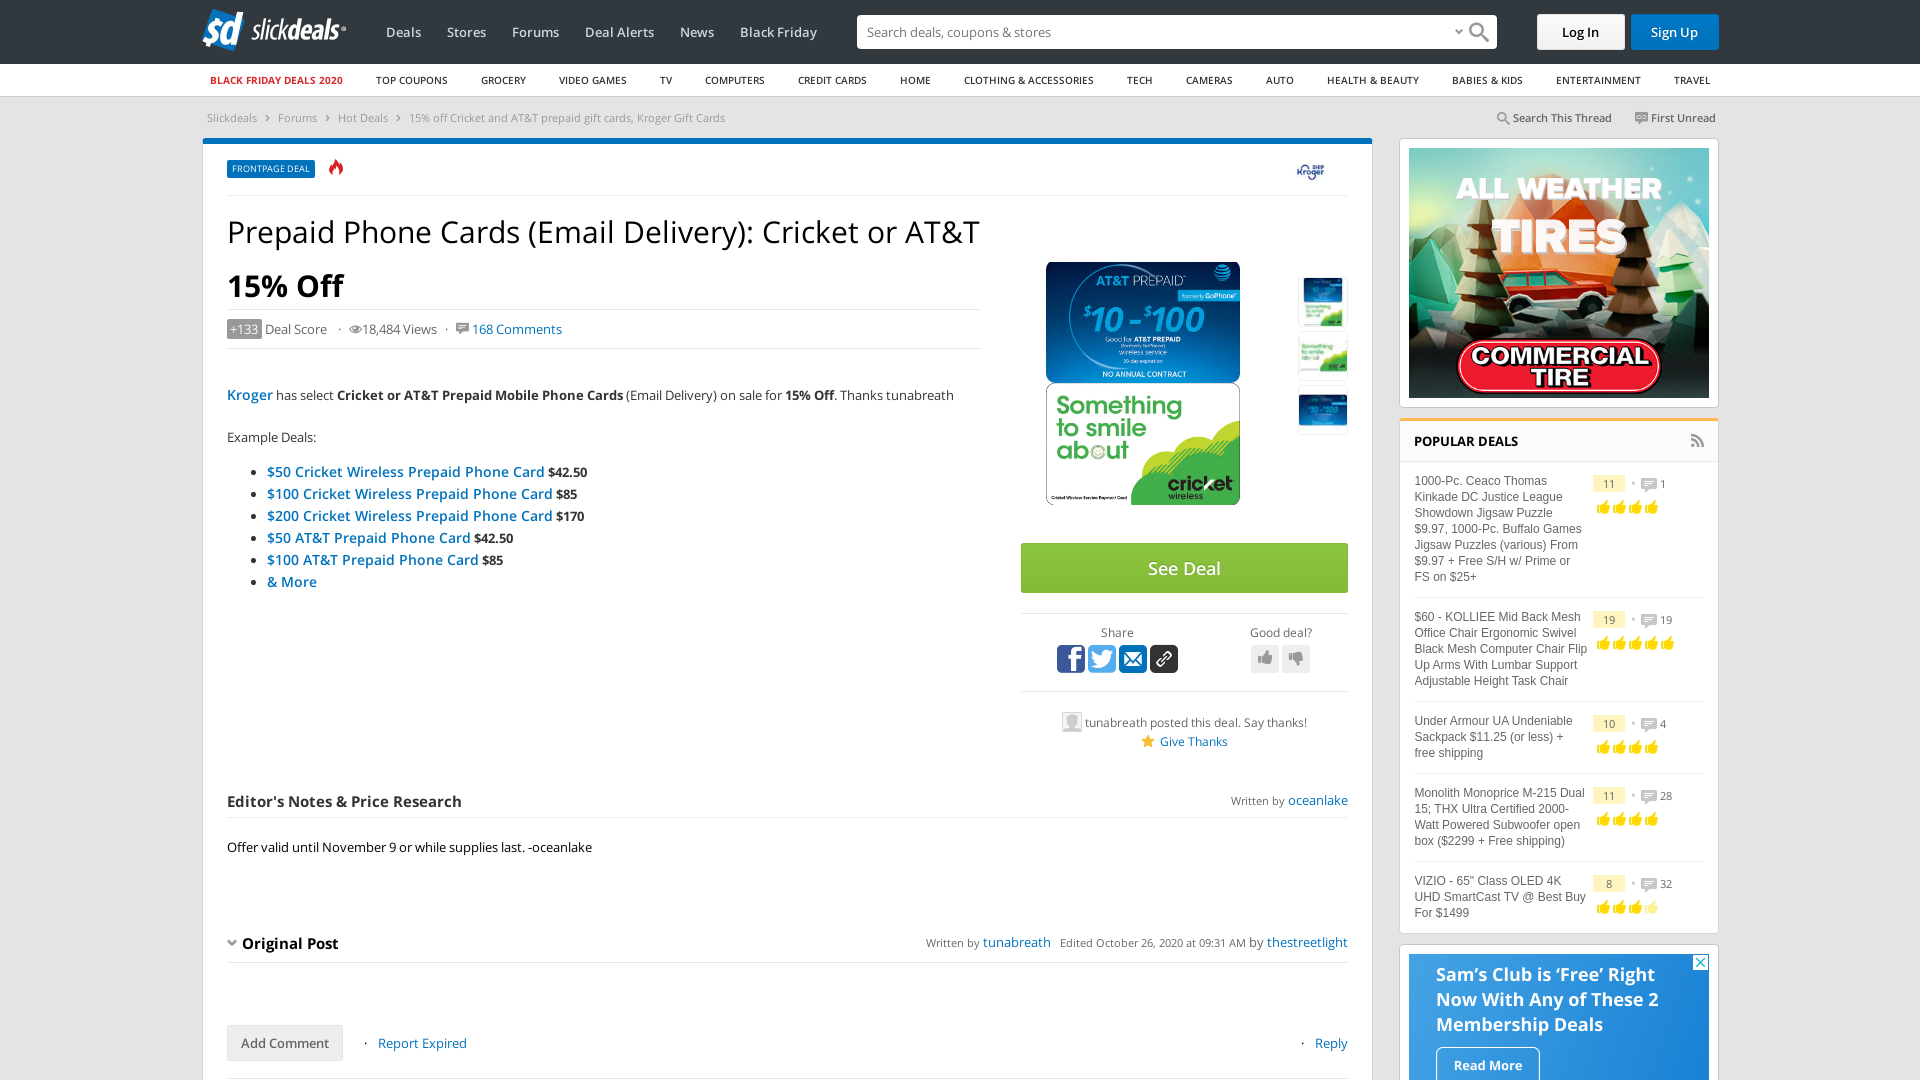 slickdeals
Deals
Stores
Forums
Deal Alerts
News
Black Friday
Search deals, coupons & stores
Log In
Sign Up
BLACK FRIDAY DEALS 2020
TOP COUPONS
GROCERY
VIDEO GAMES
TV
COMPUTERS
CREDIT CARDS
HOME
CLOTHING & ACCESSORIES
TECH
CAMERAS
AUTO
HEALTH & BEAUTY
BABIES & KIDS
ENTERTAINMENT
TRAVEL
Slickdeals > Forums > Hot Deals > 15% off Cricket and AT&T prepaid gift cards, Kroger Gift Cards
Search This Thread
First Unread
FRONTPAGE DEAL
Kroger SHIP
Prepaid Phone Cards (Email Delivery): Cricket or AT&T
15% Off
+133 Deal Score · 18,484 Views · 168 Comments
Kroger has select Cricket or AT&T Prepaid Mobile Phone Cards (Email Delivery) on sale for 15% Off. Thanks tunabreath
Example Deals:
• $50 Cricket Wireless Prepaid Phone Card $42.50
• $100 Cricket Wireless Prepaid Phone Card $85
• $200 Cricket Wireless Prepaid Phone Card $170
• $50 AT&T Prepaid Phone Card $42.50
• $100 AT&T Prepaid Phone Card $85
• & More
AT&T PREPAID
formerly GoPhone
$10 - $100
Good for AT&T PREPAID
(formerly GoPhone)
wireless service
30-day expiration
NO ANNUAL CONTRACT
Something
to smile
about
cricket
wireless
Cricket Wireless Service Payment Card
See Deal
Share
Good deal?
tunabreath posted this deal. Say thanks!
Give Thanks
Editor's Notes & Price Research
Written by oceanlake
Offer valid until November 9 or while supplies last. -oceanlake
Original Post
Written by tunabreath Edited October 26, 2020 at 09:31 AM by thestreetlight
Add Comment
· Report Expired
· Reply
ALL WEATHER
TIRES
COMMERCIAL
TIRE
POPULAR DEALS
1000-Pc. Ceaco Thomas
Kinkade DC Justice League
Showdown Jigsaw Puzzle
$9.97, 1000-Pc. Buffalo Games
Jigsaw Puzzles (various) From
$9.97 + Free S/H w/ Prime or
FS on $25+
11 • 1
$60 - KOLLIEE Mid Back Mesh
Office Chair Ergonomic Swivel
Black Mesh Computer Chair Flip
Up Arms With Lumbar Support
Adjustable Height Task Chair
19 • 19
Under Armour UA Undeniable
Sackpack $11.25 (or less) +
free shipping
10 • 4
Monolith Monoprice M-215 Dual
15; THX Ultra Certified 2000-
Watt Powered Subwoofer open
box ($2299 + Free shipping)
11 • 28
VIZIO - 65" Class OLED 4K
UHD SmartCast TV @ Best Buy
For $1499
8 • 32
Sam's Club is 'Free' Right
Now With Any of These 2
Membership Deals
Read More